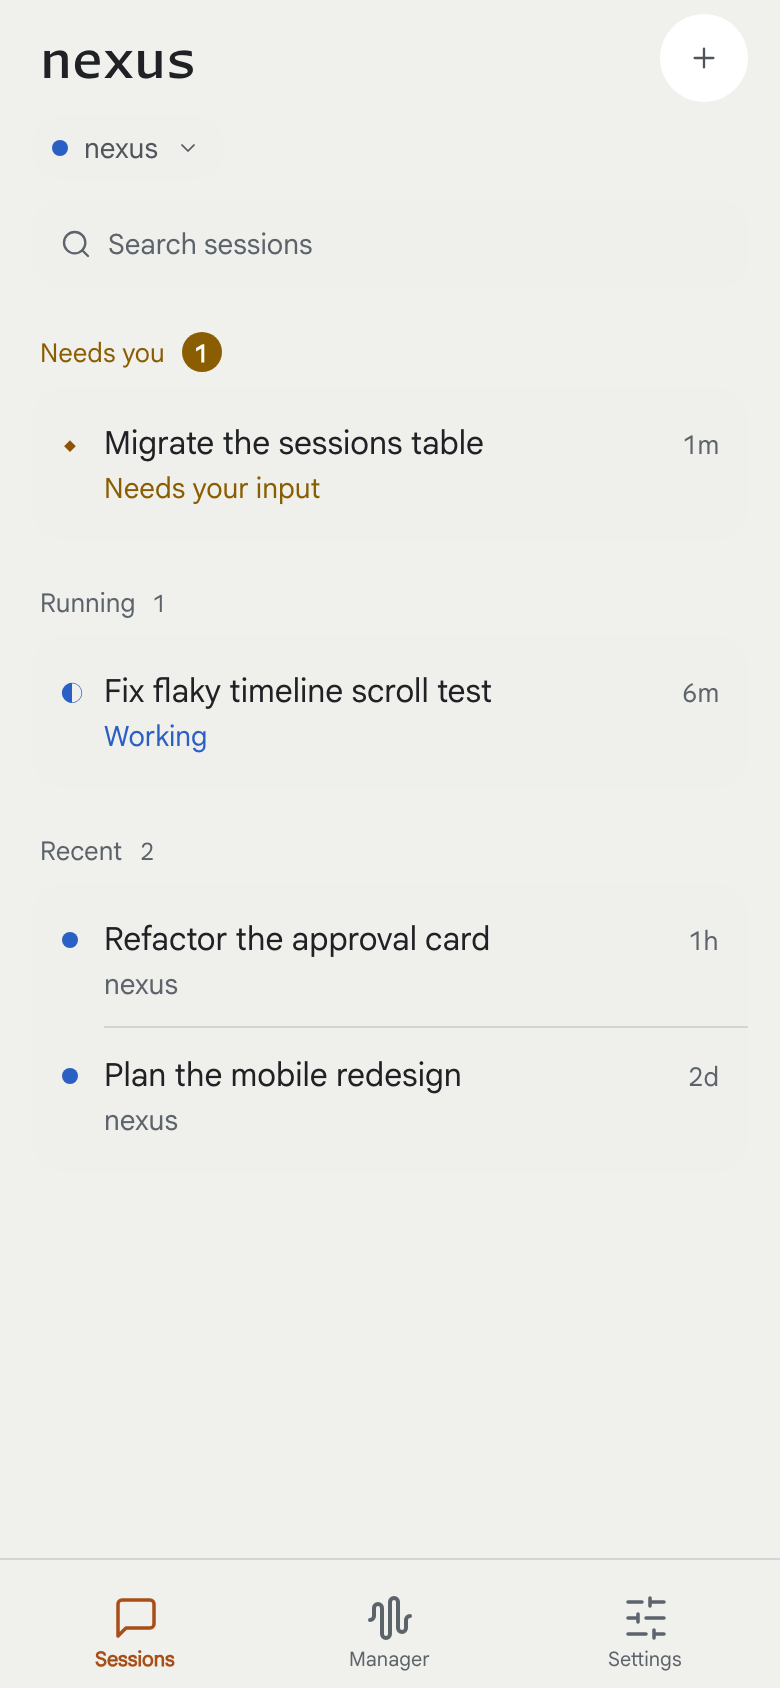 nexus
nexus
Search sessions
Needs you 1
Migrate the sessions table 1m
Needs your input
Running 1
Fix flaky timeline scroll test 6m
Working
Recent 2
Refactor the approval card 1h
nexus
Plan the mobile redesign 2d
nexus
Sessions Manager Settings